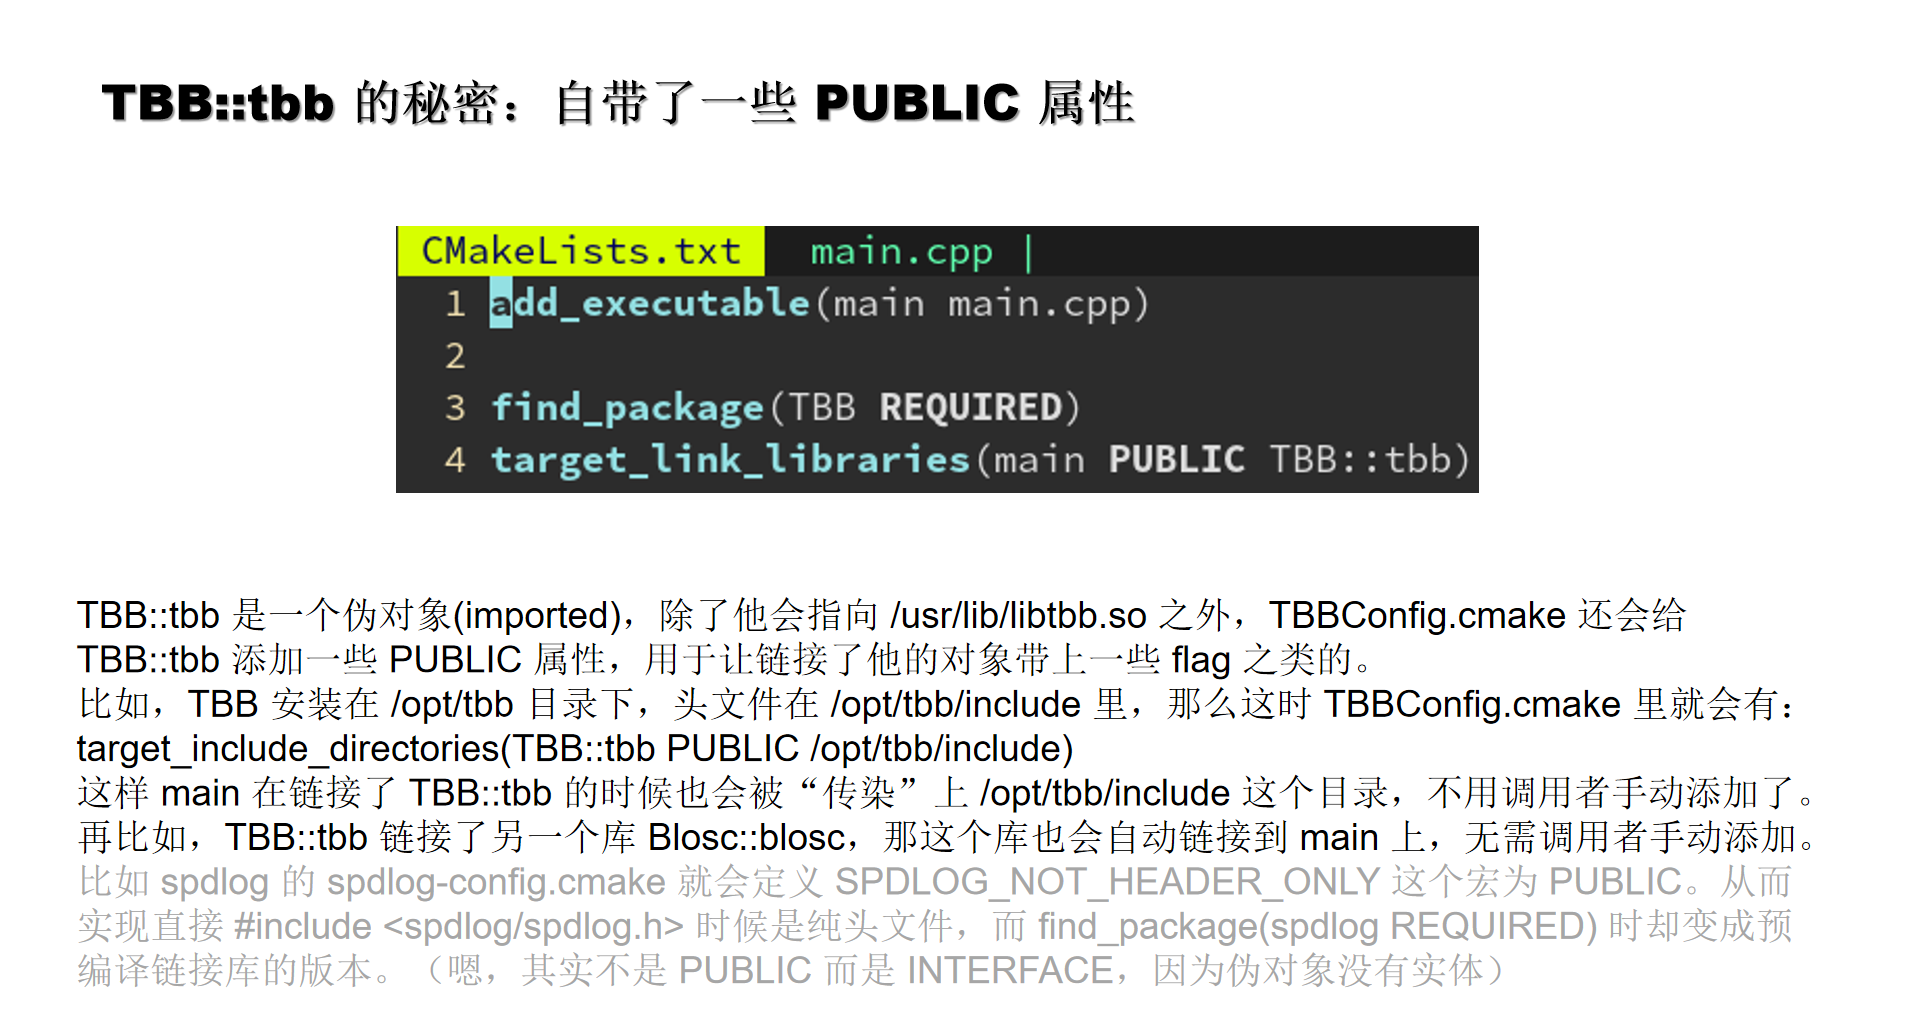 TBB::tbb 的秘密：自带了一些 PUBLIC 属性
CMakeLists.txt main.cpp |
1 add_executable(main main.cpp)
2
3 find_package(TBB REQUIRED)
4 target_link_libraries(main PUBLIC TBB::tbb)
TBB::tbb 是一个伪对象(imported)，除了他会指向 /usr/lib/libtbb.so 之外，TBBConfig.cmake 还会给
TBB::tbb 添加一些 PUBLIC 属性，用于让链接了他的对象带上一些 flag 之类的。
比如，TBB 安装在 /opt/tbb 目录下，头文件在 /opt/tbb/include 里，那么这时 TBBConfig.cmake 里就会有：
target_include_directories(TBB::tbb PUBLIC /opt/tbb/include)
这样 main 在链接了 TBB::tbb 的时候也会被“传染”上 /opt/tbb/include 这个目录，不用调用者手动添加了。
再比如，TBB::tbb 链接了另一个库 Blosc::blosc，那这个库也会自动链接到 main 上，无需调用者手动添加。
比如 spdlog 的 spdlog-config.cmake 就会定义 SPDLOG_NOT_HEADER_ONLY 这个宏为 PUBLIC。从而
实现直接 #include <spdlog/spdlog.h> 时候是纯头文件，而 find_package(spdlog REQUIRED) 时却变成预
编译链接库的版本。（嗯，其实不是 PUBLIC 而是 INTERFACE，因为伪对象没有实体）